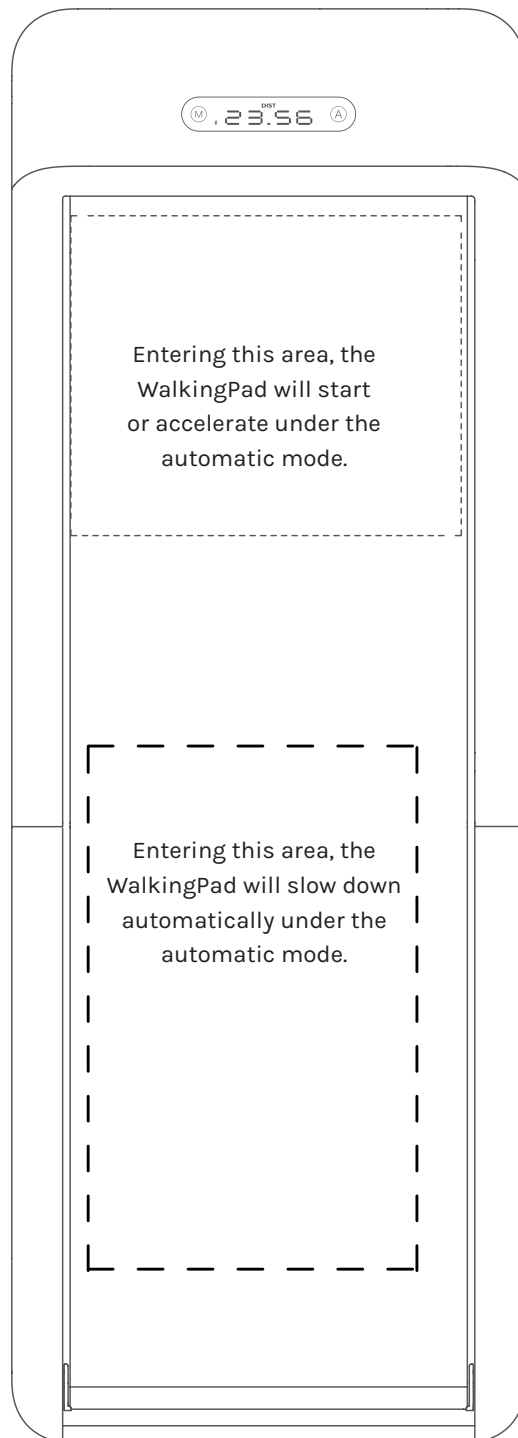 DIST
M 23.56 A
Entering this area, the
WalkingPad will start
or accelerate under the
automatic mode.
Entering this area, the
WalkingPad will slow down
automatically under the
automatic mode.